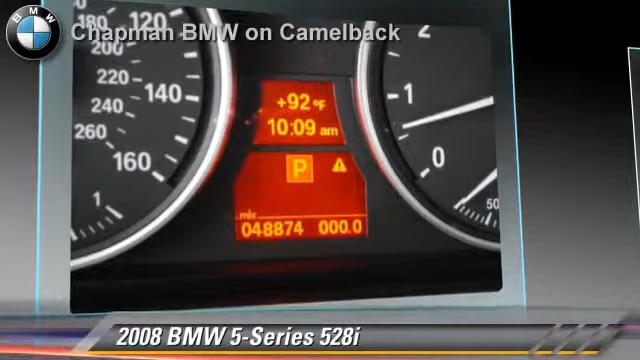 BMW
Chapman BMW on Camelback
180
120
200
220
140
240
260
160
1
+92 °F
10:09 am
P
mls
048874 000.0
2
1
0
50
2008 BMW 5-Series 528i